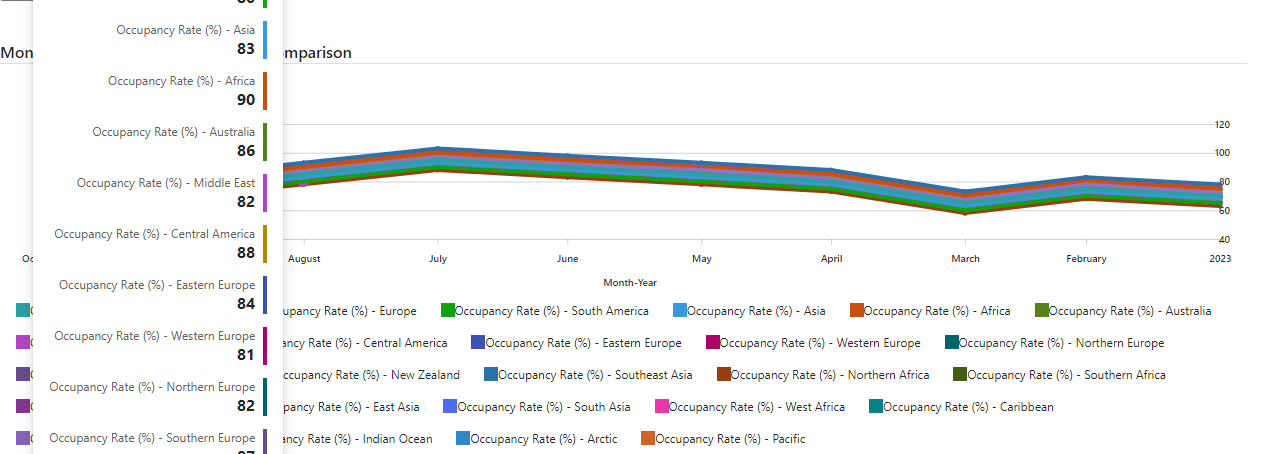 Occupancy Rate (%) - Asia
83
Mon
mparison
Occupancy Rate (%) - Africa
90
Occupancy Rate (%) - Australia
86
Occupancy Rate (%) - Middle East
82
Occupancy Rate (%) - Central America
88
Occupancy Rate (%) - Eastern Europe
84
Occupancy Rate (%) - Western Europe
81
Occupancy Rate (%) - Northern Europe
82
Occupancy Rate (%) - Southern Europe
120
100
80
60
40
Oc
August
July
June
May
April
March
February
2023
Month-Year
upancy Rate (%) - Europe
Occupancy Rate (%) - South America
Occupancy Rate (%) - Asia
Occupancy Rate (%) - Africa
Occupancy Rate (%) - Australia
ancy Rate (%) - Central America
Occupancy Rate (%) - Eastern Europe
Occupancy Rate (%) - Western Europe
Occupancy Rate (%) - Northern Europe
ccupancy Rate (%) - New Zealand
Occupancy Rate (%) - Southeast Asia
Occupancy Rate (%) - Northern Africa
Occupancy Rate (%) - Southern Africa
pancy Rate (%) - East Asia
Occupancy Rate (%) - South Asia
Occupancy Rate (%) - West Africa
Occupancy Rate (%) - Caribbean
ancy Rate (%) - Indian Ocean
Occupancy Rate (%) - Arctic
Occupancy Rate (%) - Pacific